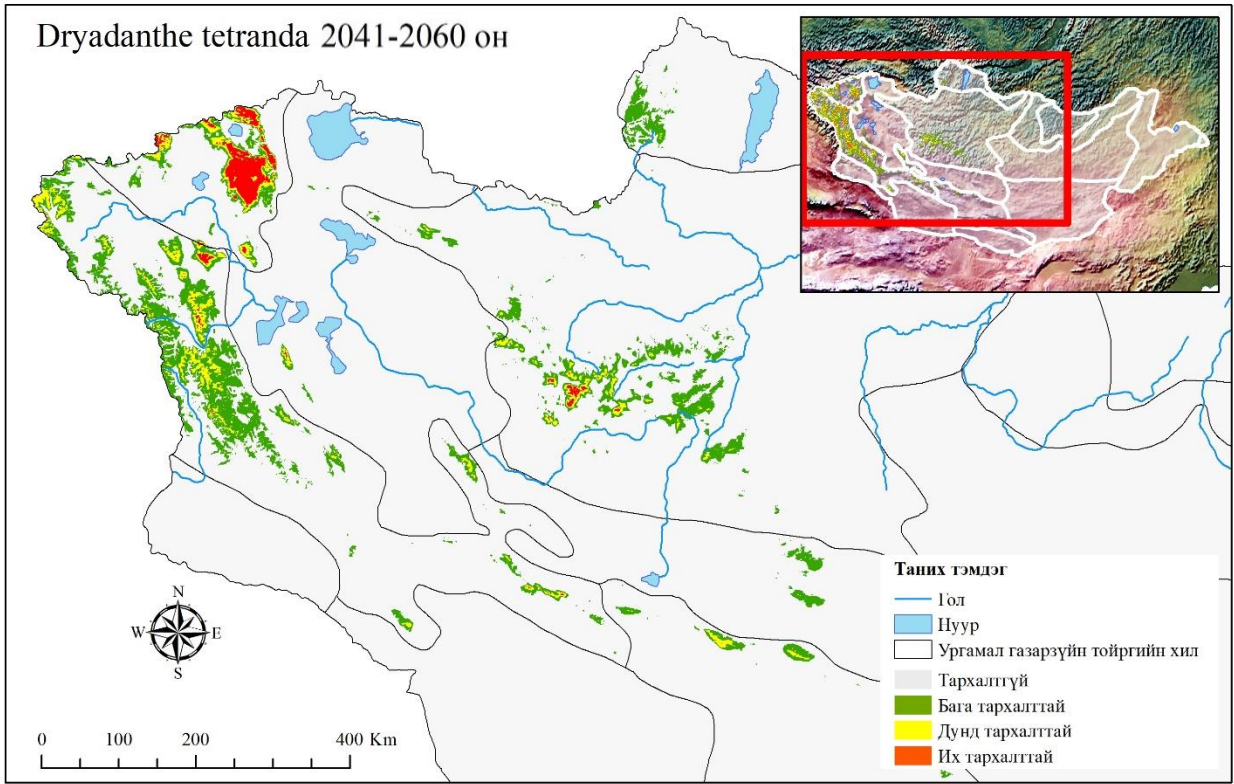 Dryadanthe tetranda 2041-2060 он
N
W E
S
0 100 200 400 Km
Таних тэмдэг
Гол
Нуур
Ургамал газарзүйн тойргийн хил
Тархалтгүй
Бага тархалттай
Дунд тархалттай
Их тархалттай